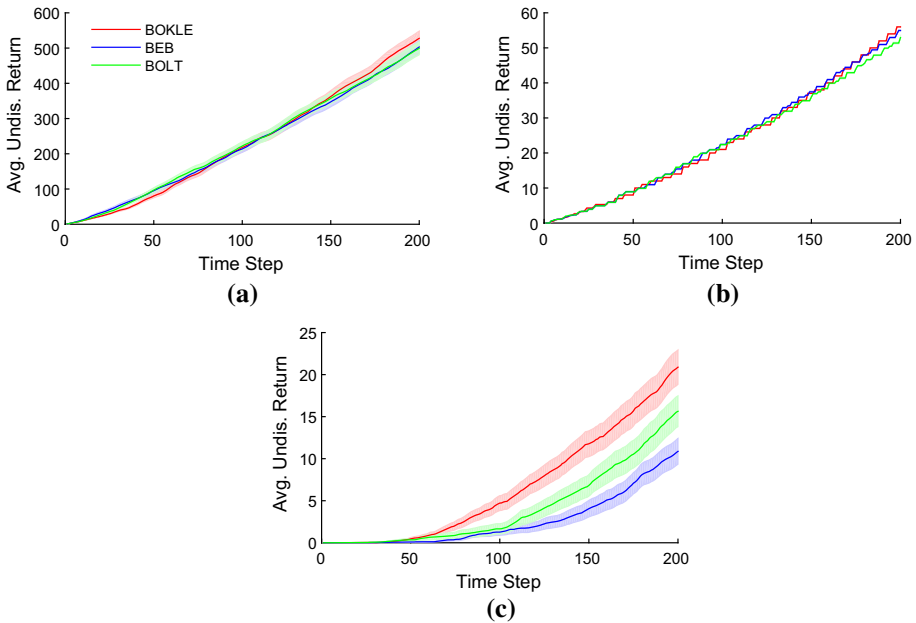 600
500
400
300
200
100
0
Avg. Undis. Return
BOKLE
BEB
BOLT
0 50 100 150 200
Time Step
(a)
60
50
40
30
20
10
0
Avg. Undis. Return
0 50 100 150 200
Time Step
(b)
25
20
15
10
5
0
Avg. Undis. Return
0 50 100 150 200
Time Step
(c)